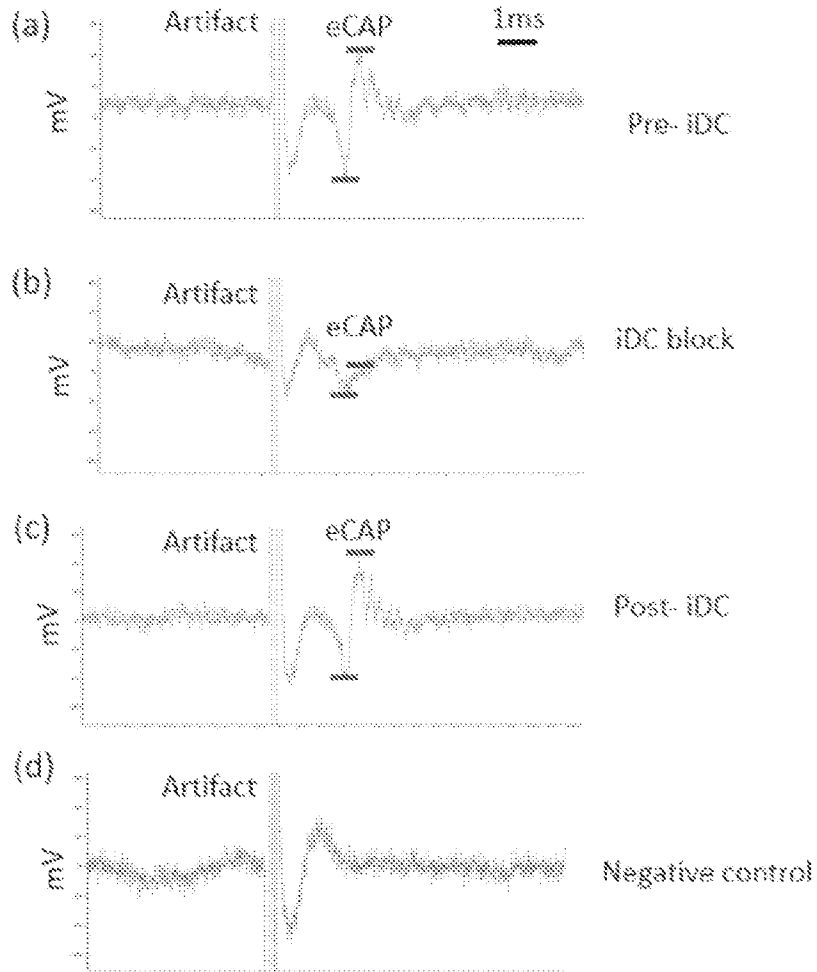 (a)
Artifact
eCAP
1ms
mV
Pre- iDC
(b)
Artifact
eCAP
mV
iDC block
(c)
Artifact
eCAP
mV
Post- iDC
(d)
Artifact
mV
Negative control